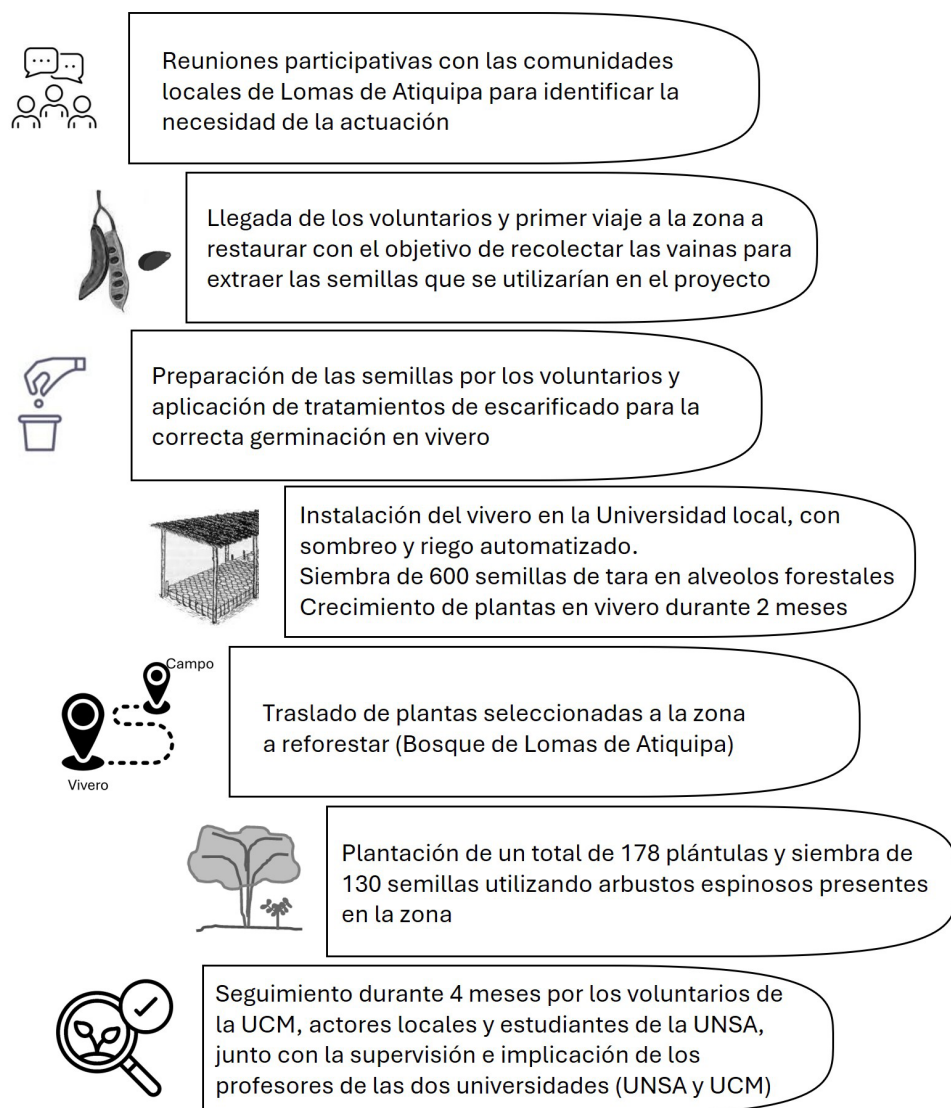 Reuniones participativas con las comunidades
locales de Lomas de Atiquipa para identificar la
necesidad de la actuación
Llegada de los voluntarios y primer viaje a la zona a
restaurar con el objetivo de recolectar las vainas para
extraer las semillas que se utilizarían en el proyecto
Preparación de las semillas por los voluntarios y
aplicación de tratamientos de escarificado para la
correcta germinación en vivero
Instalación del vivero en la Universidad local, con
sombreo y riego automatizado.
Siembra de 600 semillas de tara en alveolos forestales
Crecimiento de plantas en vivero durante 2 meses
Campo
Vivero
Traslado de plantas seleccionadas a la zona
a reforestar (Bosque de Lomas de Atiquipa)
Plantación de un total de 178 plántulas y siembra de
130 semillas utilizando arbustos espinosos presentes
en la zona
Seguimiento durante 4 meses por los voluntarios de
la UCM, actores locales y estudiantes de la UNSA,
junto con la supervisión e implicación de los
profesores de las dos universidades (UNSA y UCM)